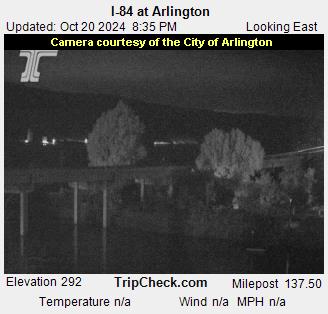 I-84 at Arlington
Updated: Oct 20 2024 8:35 PM Looking East
Camera courtesy of the City of Arlington
Elevation 292 TripCheck.com Milepost 137.50
Temperature n/a Wind n/a MPH n/a